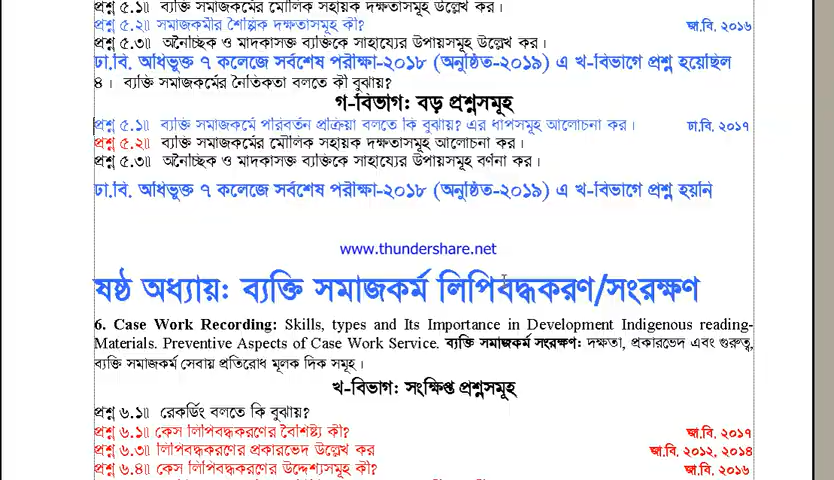 প্রশ্ন ৫.১॥ ব্যক্তি সমাজকর্মের মৌলিক সহায়ক দক্ষতাসমূহ উল্লেখ কর।
প্রশ্ন ৫.২॥ সমাজকর্মীর শৈল্পিক দক্ষতাসমূহ কী? জা.বি. ২০১৬
প্রশ্ন ৫.৩॥ অনৈচ্ছিক ও মাদকাসক্ত ব্যক্তিকে সাহায্যের উপায়সমূহ উল্লেখ কর।
ঢা.বি. অধিভুক্ত ৭ কলেজে সর্বশেষ পরীক্ষা-২০১৮ (অনুষ্ঠিত-২০১৯) এ খ-বিভাগে প্রশ্ন হয়েছিল
৪। ব্যক্তি সমাজকর্মের নৈতিকতা বলতে কী বুঝায়?
গ-বিভাগ: বড় প্রশ্নসমূহ
প্রশ্ন ৫.১॥ ব্যক্তি সমাজকর্মে পরিবর্তন প্রক্রিয়া বলতে কি বুঝায়? এর ধাপসমূহ আলোচনা কর। ঢা.বি. ২০১৭
প্রশ্ন ৫.২॥ ব্যক্তি সমাজকর্মের মৌলিক সহায়ক দক্ষতাসমূহ আলোচনা কর।
প্রশ্ন ৫.৩॥ অনৈচ্ছিক ও মাদকাসক্ত ব্যক্তিকে সাহায্যের উপায়সমূহ বর্ণনা কর।
ঢা.বি. অধিভুক্ত ৭ কলেজে সর্বশেষ পরীক্ষা-২০১৮ (অনুষ্ঠিত-২০১৯) এ খ-বিভাগে প্রশ্ন হয়নি
www.thundershare.net
ষষ্ঠ অধ্যায়: ব্যক্তি সমাজকর্ম লিপিবদ্ধকরণ/সংরক্ষণ
6. Case Work Recording: Skills, types and Its Importance in Development Indigenous reading-
Materials. Preventive Aspects of Case Work Service. ব্যক্তি সমাজকর্ম সংরক্ষণ: দক্ষতা, প্রকারভেদ এবং গুরুত্ব,
ব্যক্তি সমাজকর্ম সেবায় প্রতিরোধ মূলক দিক সমূহ।
খ-বিভাগ: সংক্ষিপ্ত প্রশ্নসমূহ
প্রশ্ন ৬.১॥ রেকর্ডিং বলতে কি বুঝায়?
প্রশ্ন ৬.১॥ কেস লিপিবদ্ধকরণের বৈশিষ্ট্য কী? জা.বি. ২০১৭
প্রশ্ন ৬.৩॥ লিপিবদ্ধকরণের প্রকারভেদ উল্লেখ কর জা.বি. ২০১২, ২০১৪
প্রশ্ন ৬.৪॥ কেস লিপিবদ্ধকরণের উদ্দেশ্যসমূহ কী? জা.বি. ২০১৬